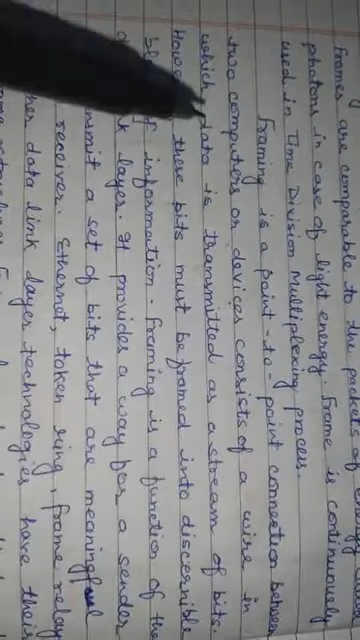 Frames are comparable to the packets of energy
photons in case of light energy. Frame is continuously
used in Time Division Multiplexing process.
Framing is a point-to-point connection between
two computers or devices consists of a wire in
which data is transmitted as a stream of bits.
these bits must be framed into discernible
of information. Framing is a function of the
layer. It provides a way for a sender
a set of bits that are meaningful
receiver. Ethernet, token ring, frame relay
data link layer technologies have their